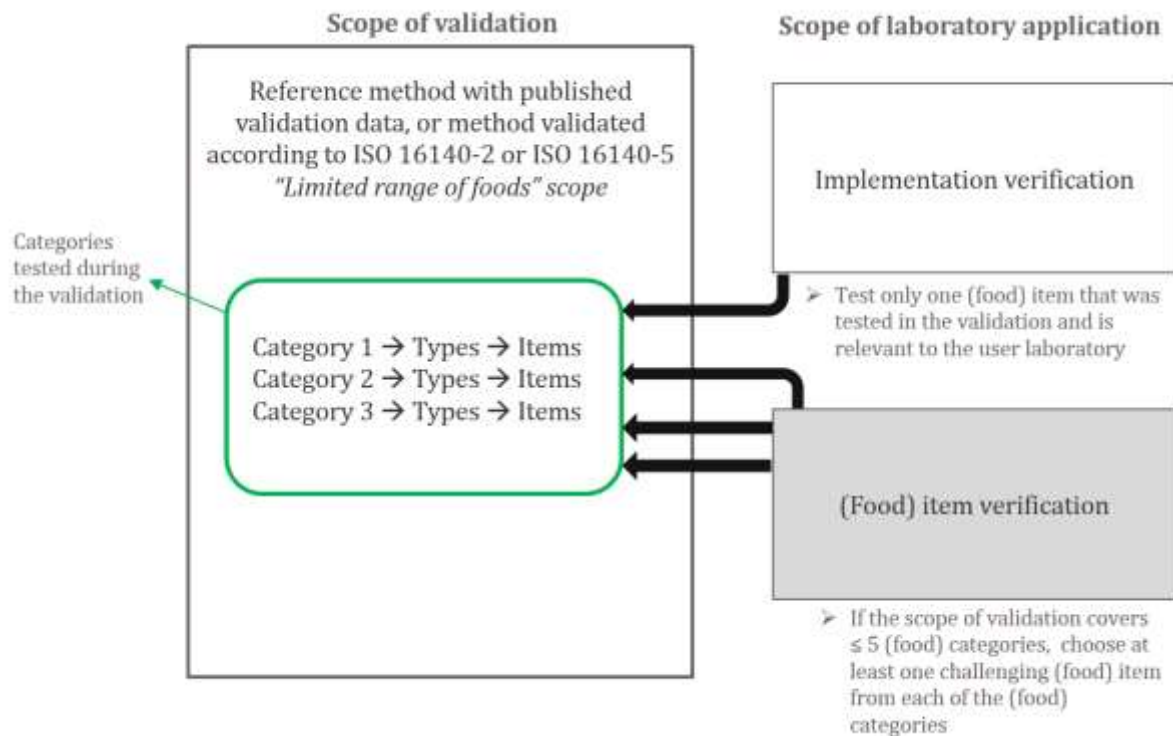 Scope of validation
Scope of laboratory application
Reference method with published
validation data, or method validated
according to ISO 16140-2 or ISO 16140-5
“Limited range of foods” scope
Categories
tested during
the validation
Category 1 → Types → Items
Category 2 → Types → Items
Category 3 → Types → Items
Implementation verification
➢ Test only one (food) item that was
tested in the validation and is
relevant to the user laboratory
(Food) item verification
➢ If the scope of validation covers
≤ 5 (food) categories, choose at
least one challenging (food) item
from each of the (food)
categories